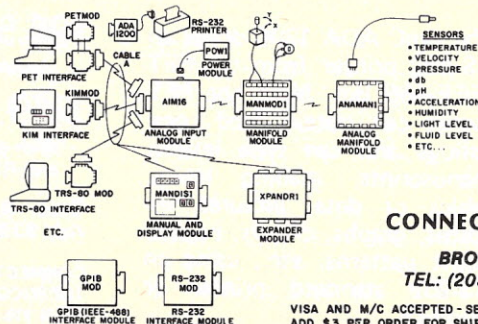 PETMOD
PET INTERFACE
ADA
1200
RS-232
PRINTER
CABLE
A
POW1
POWER
MODULE
KIMMOD
KIM INTERFACE
AIM16
ANALOG INPUT
MODULE
MANMOD1
MANIFOLD
MODULE
ANAMAN1
ANALOG
MANIFOLD
MODULE
SENSORS
• TEMPERATURE
• VELOCITY
• PRESSURE
• db
• pH
• ACCELERATION
• HUMIDITY
• LIGHT LEVEL
• FLUID LEVEL
• ETC...
TRS-80 MOD
TRS-80 INTERFACE
ETC.
MANDIS1
MANUAL AND
DISPLAY MODULE
XPANDR1
EXPANDER
MODULE
GPIB
MOD
GPIB (IEEE-488)
INTERFACE MODULE
RS-232
MOD
RS-232
INTERFACE MODULE
CONNEC
BRO
TEL: (20
VISA AND M/C ACCEPTED - SE
ADD $3 PER ORDER FOR SHIP